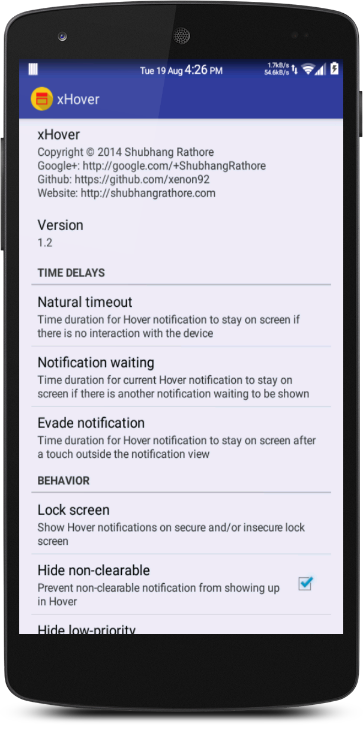 Tue 19 Aug 4:26 PM
1.7kB/s
54.6kB/s
xHover
xHover
Copyright © 2014 Shubhang Rathore
Google+: http://google.com/+ShubhangRathore
Github: https://github.com/xenon92
Website: http://shubhangrathore.com
Version
1.2
TIME DELAYS
Natural timeout
Time duration for Hover notification to stay on screen if
there is no interaction with the device
Notification waiting
Time duration for current Hover notification to stay on
screen if there is another notification waiting to be shown
Evade notification
Time duration for Hover notification to stay on screen after
a touch outside the notification view
BEHAVIOR
Lock screen
Show Hover notifications on secure and/or insecure lock
screen
Hide non-clearable
Prevent non-clearable notification from showing up
in Hover
Hide low-priority